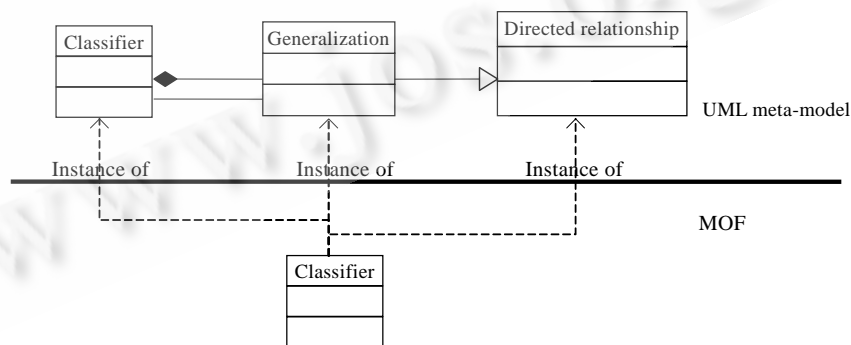 Classifier
Generalization
Directed relationship
UML meta-model
Instance of
Instance of
Instance of
MOF
Classifier